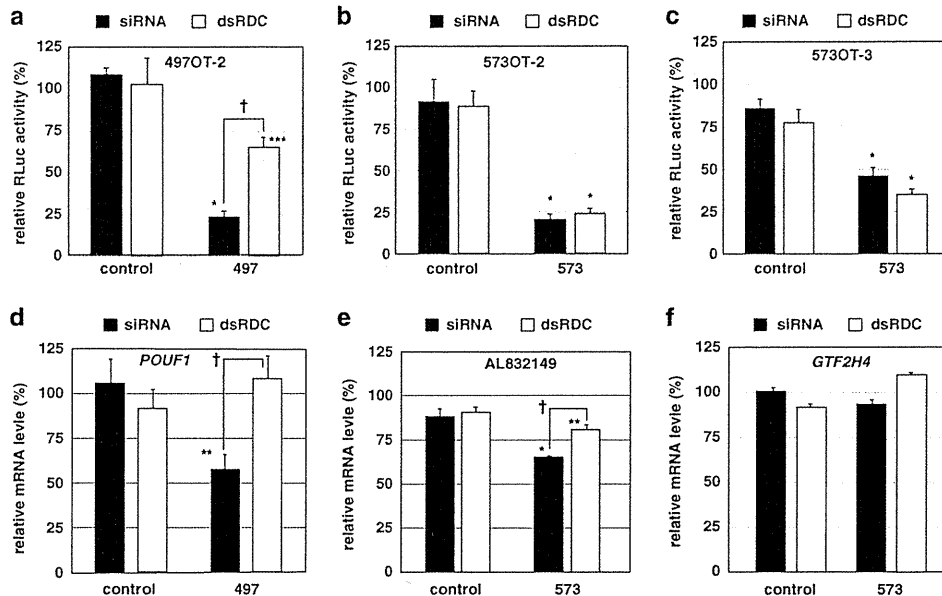 a ■ siRNA □ dsRDC
relative RLuc activity (%)
125
100
75
50
25
0
497OT-2
†
*
***
control 497
b ■ siRNA □ dsRDC
relative RLuc activity (%)
125
100
75
50
25
0
573OT-2
* *
control 573
c ■ siRNA □ dsRDC
relative RLuc activity (%)
125
100
75
50
25
0
573OT-3
*
*
control 573
d ■ siRNA □ dsRDC
relative mRNA levele (%)
125
100
75
50
25
0
POUF1
†
**
control 497
e ■ siRNA □ dsRDC
relative mRNA levele (%)
125
100
75
50
25
0
AL832149
†
**
*
control 573
f ■ siRNA □ dsRDC
relative mRNA levele (%)
125
100
75
50
25
0
GTF2H4
control 573